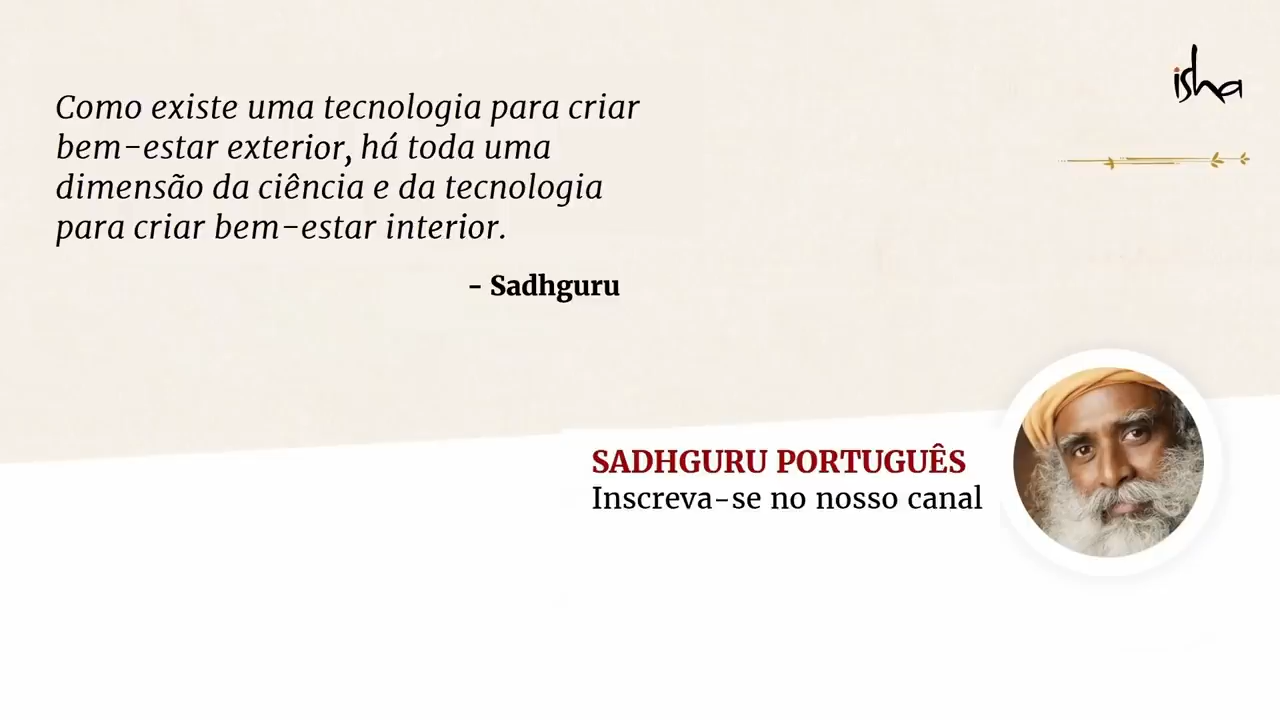 Como existe uma tecnologia para criar
bem-estar exterior, há toda uma
dimensão da ciência e da tecnologia
para criar bem-estar interior.
- Sadhguru
isha
SADHGURU PORTUGUÊS
Inscreva-se no nosso canal